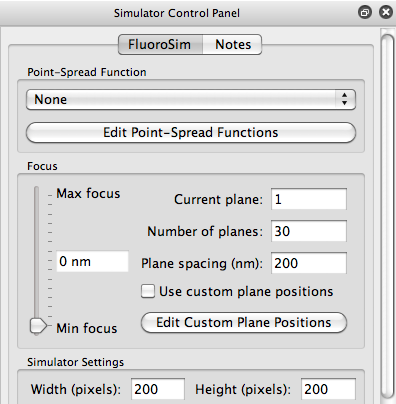 Simulator Control Panel
FluoroSim Notes
Point-Spread Function
None
Edit Point-Spread Functions
Focus
Max focus
Current plane: 1
Number of planes: 30
0 nm
Plane spacing (nm): 200
Use custom plane positions
Min focus
Edit Custom Plane Positions
Simulator Settings
Width (pixels): 200 Height (pixels): 200